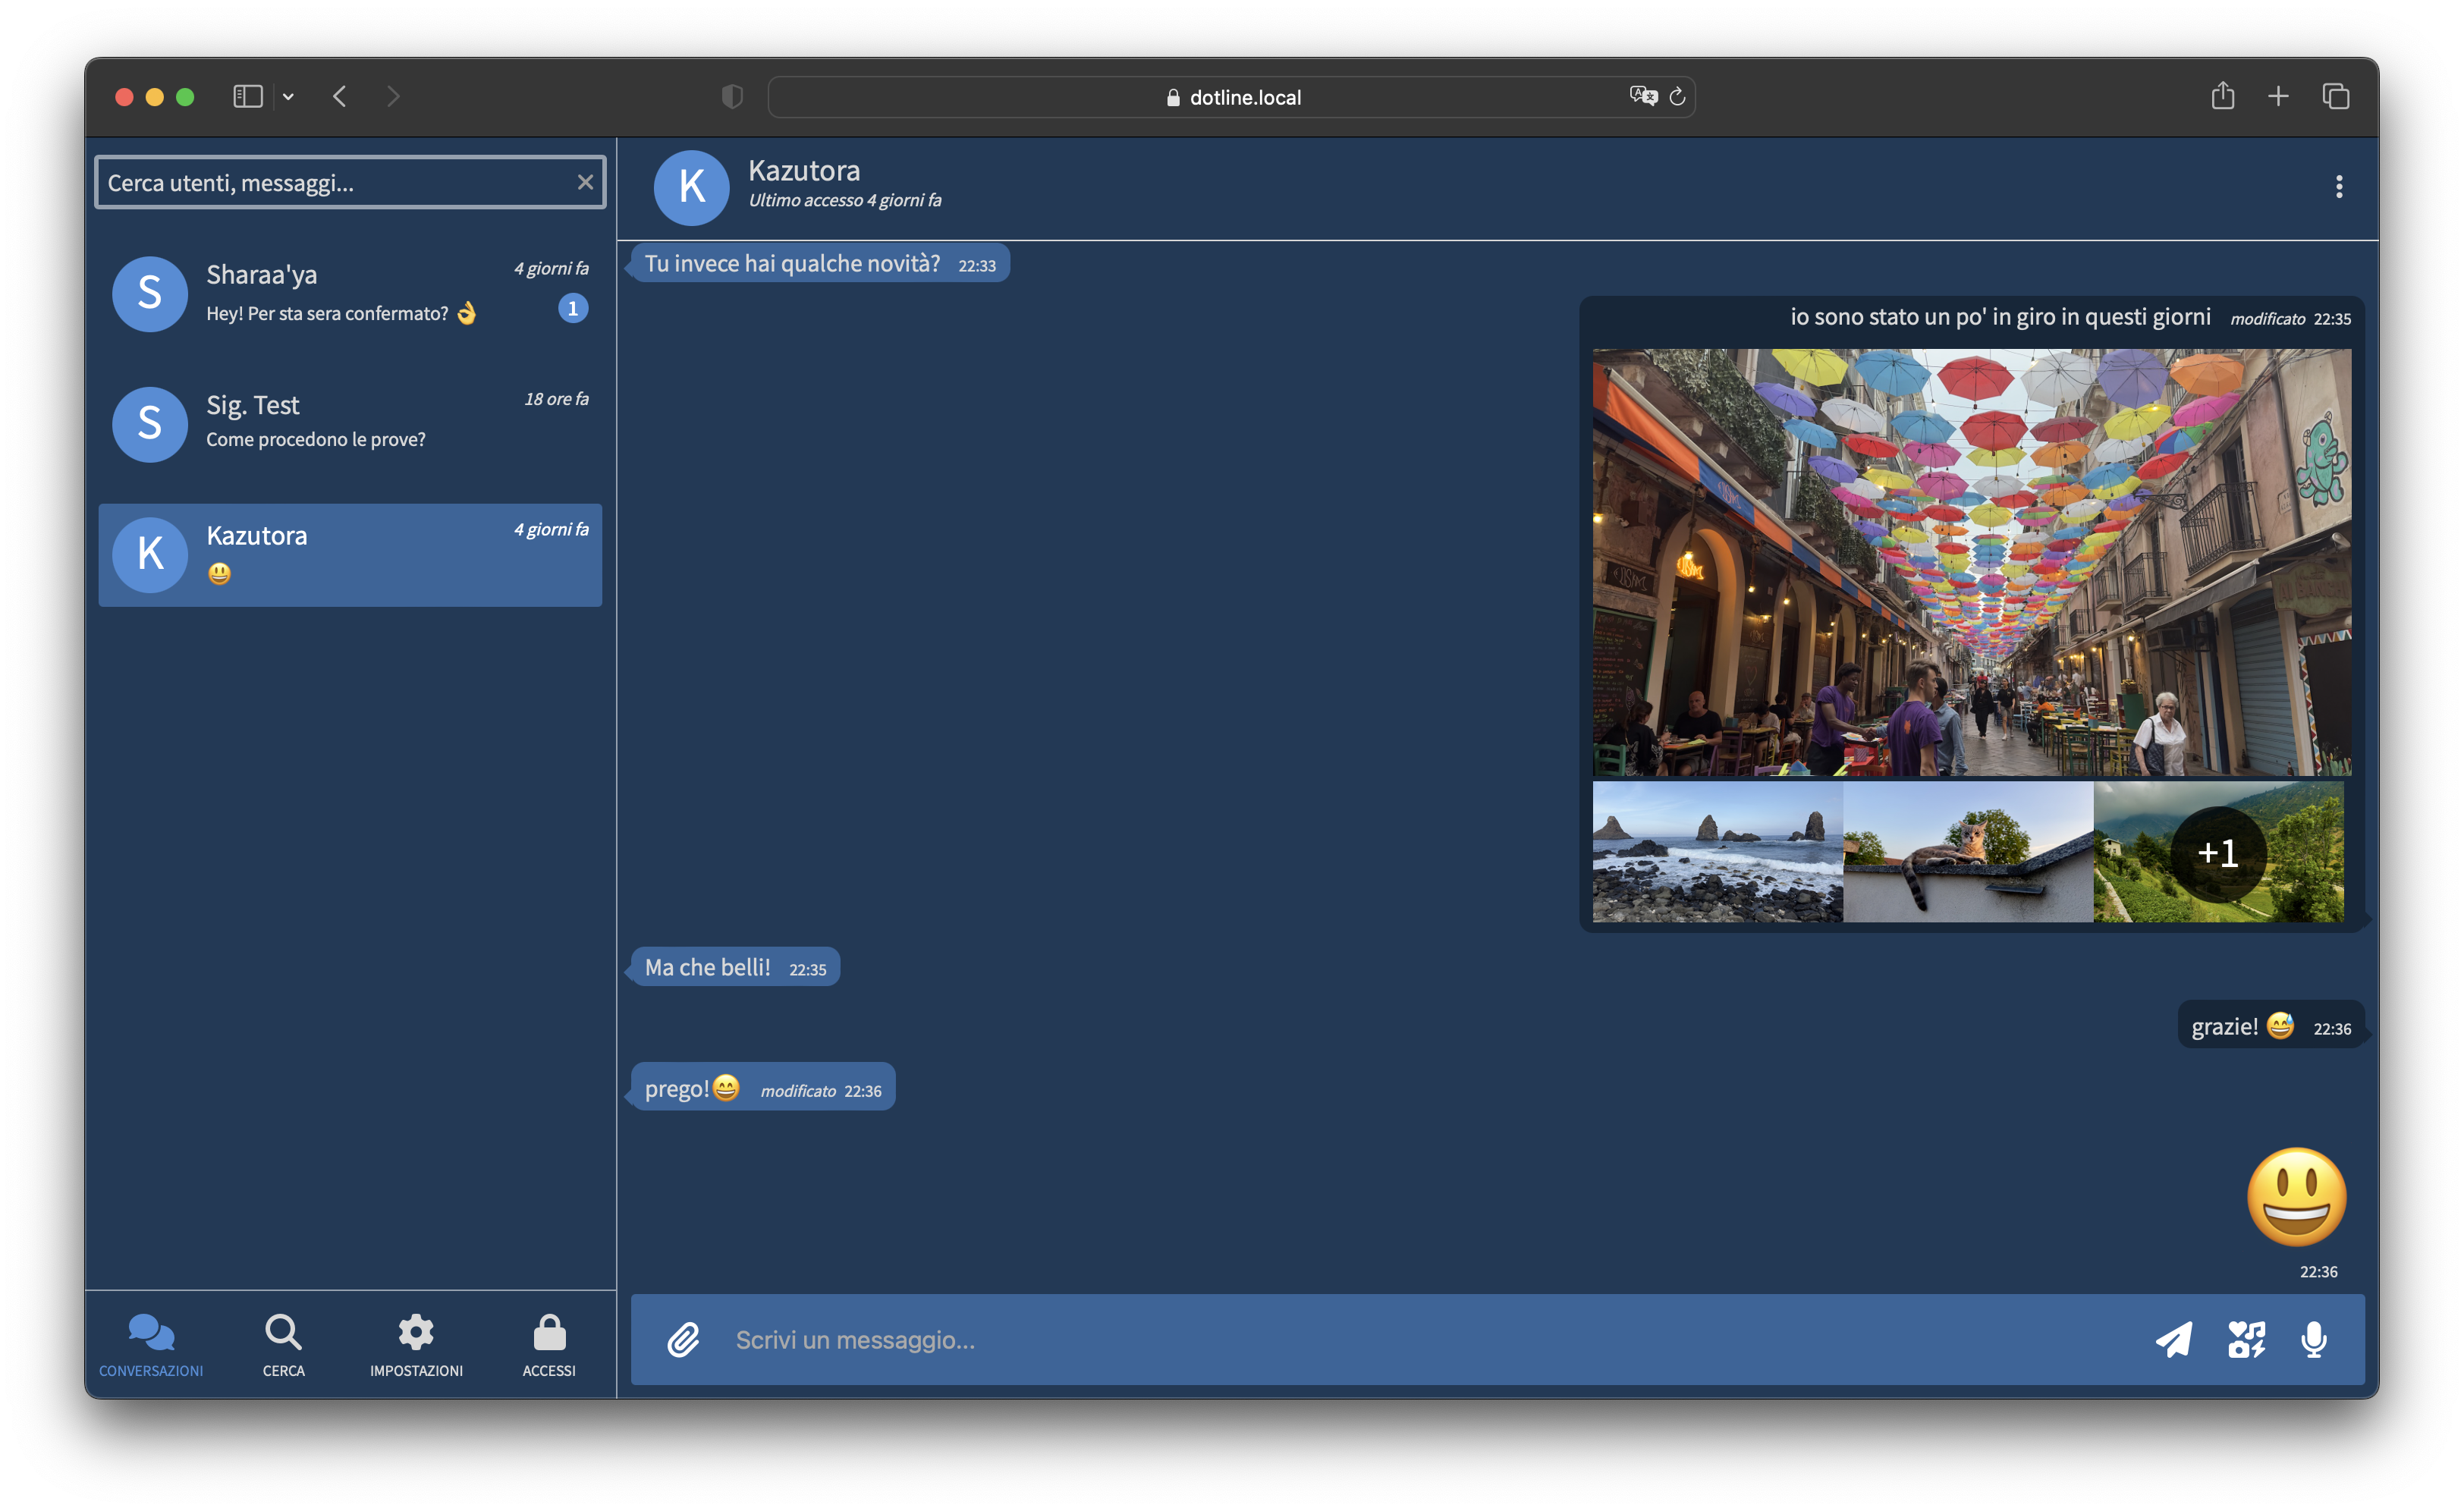 dotline.local
Cerca utenti, messaggi...
S
Sharaa'ya
4 giorni fa
Hey! Per sta sera confermato? 👌
1
S
Sig. Test
18 ore fa
Come procedono le prove?
K
Kazutora
4 giorni fa
😃
CONVERSAZIONI
CERCA
IMPOSTAZIONI
ACCESSI
K
Kazutora
Ultimo accesso 4 giorni fa
Tu invece hai qualche novità? 22:33
io sono stato un po' in giro in questi giorni modificato 22:35
+1
Ma che belli! 22:35
grazie! 😅 22:36
prego!😄 modificato 22:36
😃
22:36
Scrivi un messaggio...